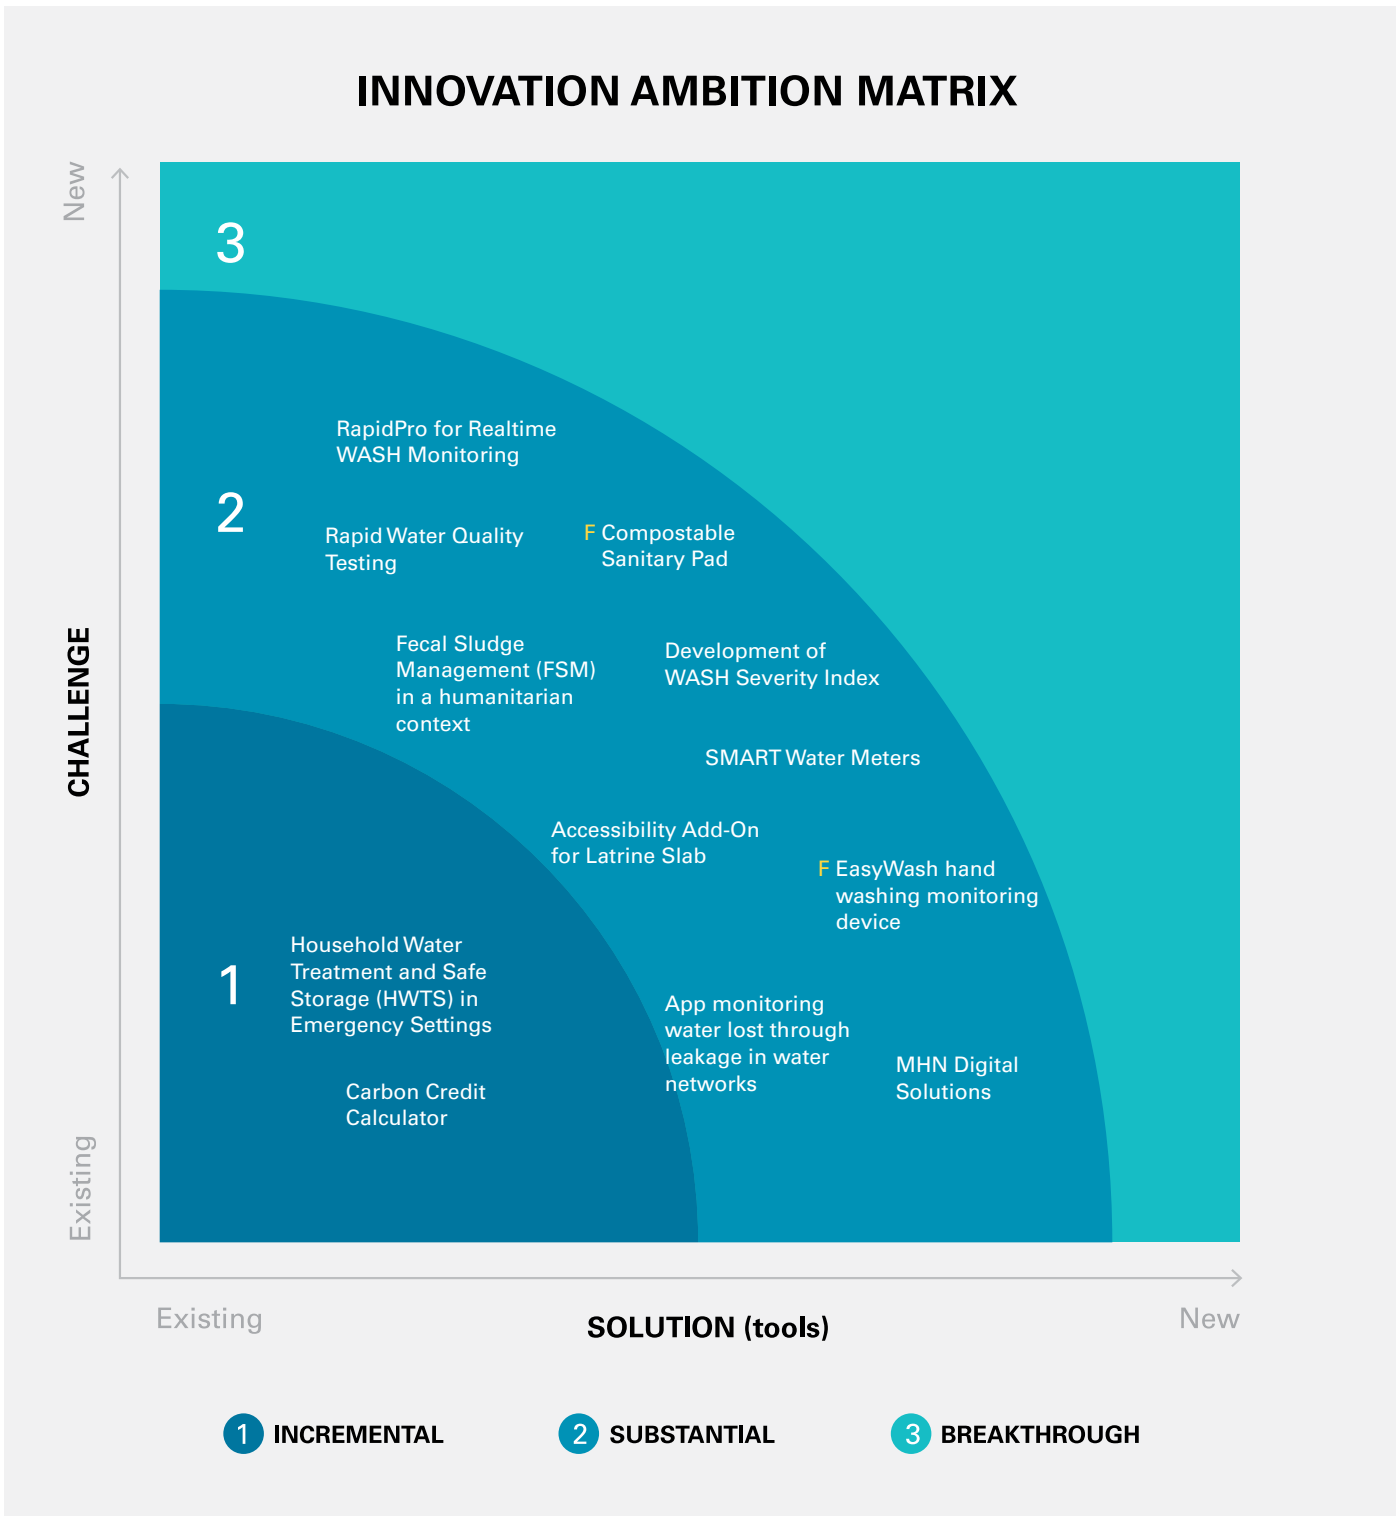 INNOVATION AMBITION MATRIX
New
3
RapidPro for Realtime
WASH Monitoring
2
Rapid Water Quality
Testing
F Compostable
Sanitary Pad
Fecal Sludge
Management (FSM)
in a humanitarian
context
Development of
WASH Severity Index
CHALLENGE
SMART Water Meters
Accessibility Add-On
for Latrine Slab
F EasyWash hand
washing monitoring
device
1
Household Water
Treatment and Safe
Storage (HWTS) in
Emergency Settings
App monitoring
water lost through
leakage in water
networks
MHN Digital
Solutions
Carbon Credit
Calculator
Existing
Existing
SOLUTION (tools)
New
1 INCREMENTAL
2 SUBSTANTIAL
3 BREAKTHROUGH